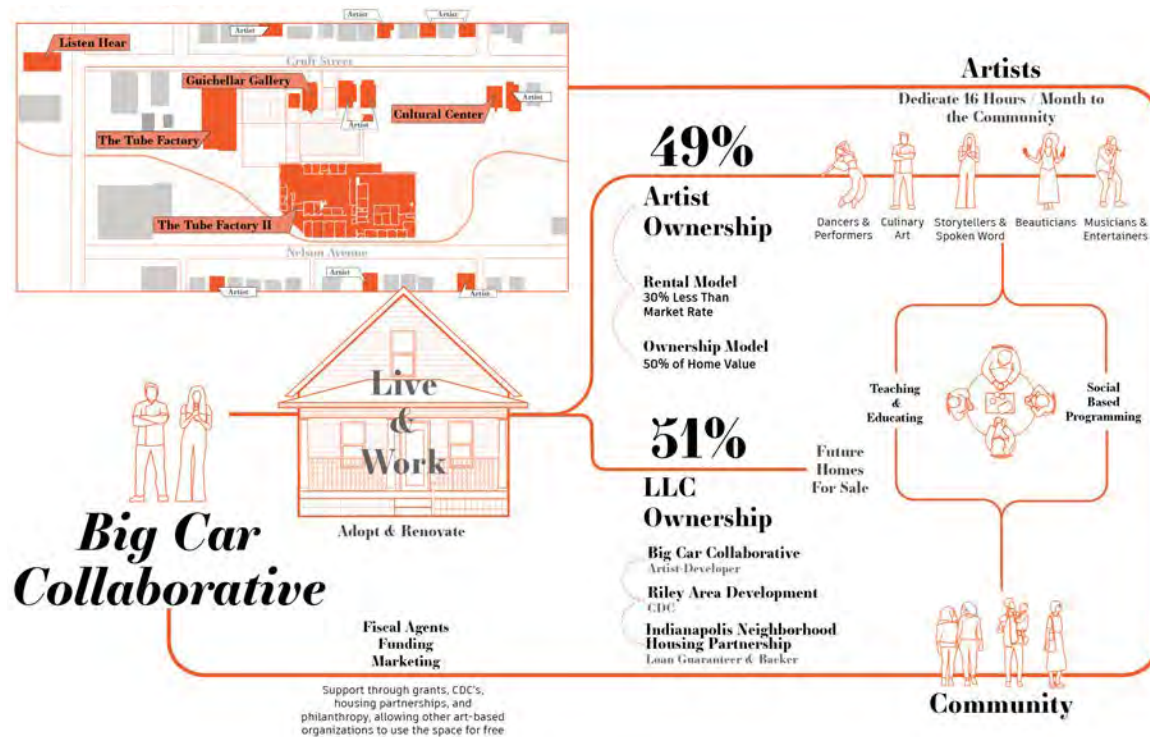 Artist
Artist
Artist
Listen Hear
Cruft Street
Guichellar Gallery
Artist
Cultural Center
Artist
The Tube Factory
The Tube Factory II
Nelson Avenue
Artist
Artist
Artist
Artists
Dedicate 16 Hours / Month to
the Community
49%
Artist
Ownership
Dancers &
Performers
Culinary
Art
Storytellers &
Spoken Word
Beauticians
Musicians &
Entertainers
Rental Model
30% Less Than
Market Rate
Ownership Model
50% of Home Value
Live
&
Work
Adopt & Renovate
Teaching
&
Educating
Social
Based
Programming
51%
LLC
Ownership
Future
Homes
For Sale
Big Car Collaborative
Artist-Developer
Riley Area Development
CDC
Indianapolis Neighborhood
Housing Partnership
Loan Guaranteer & Backer
Big Car
Collaborative
Fiscal Agents
Funding
Marketing
Support through grants, CDC's,
housing partnerships, and
philanthropy, allowing other art-based
organizations to use the space for free
Community